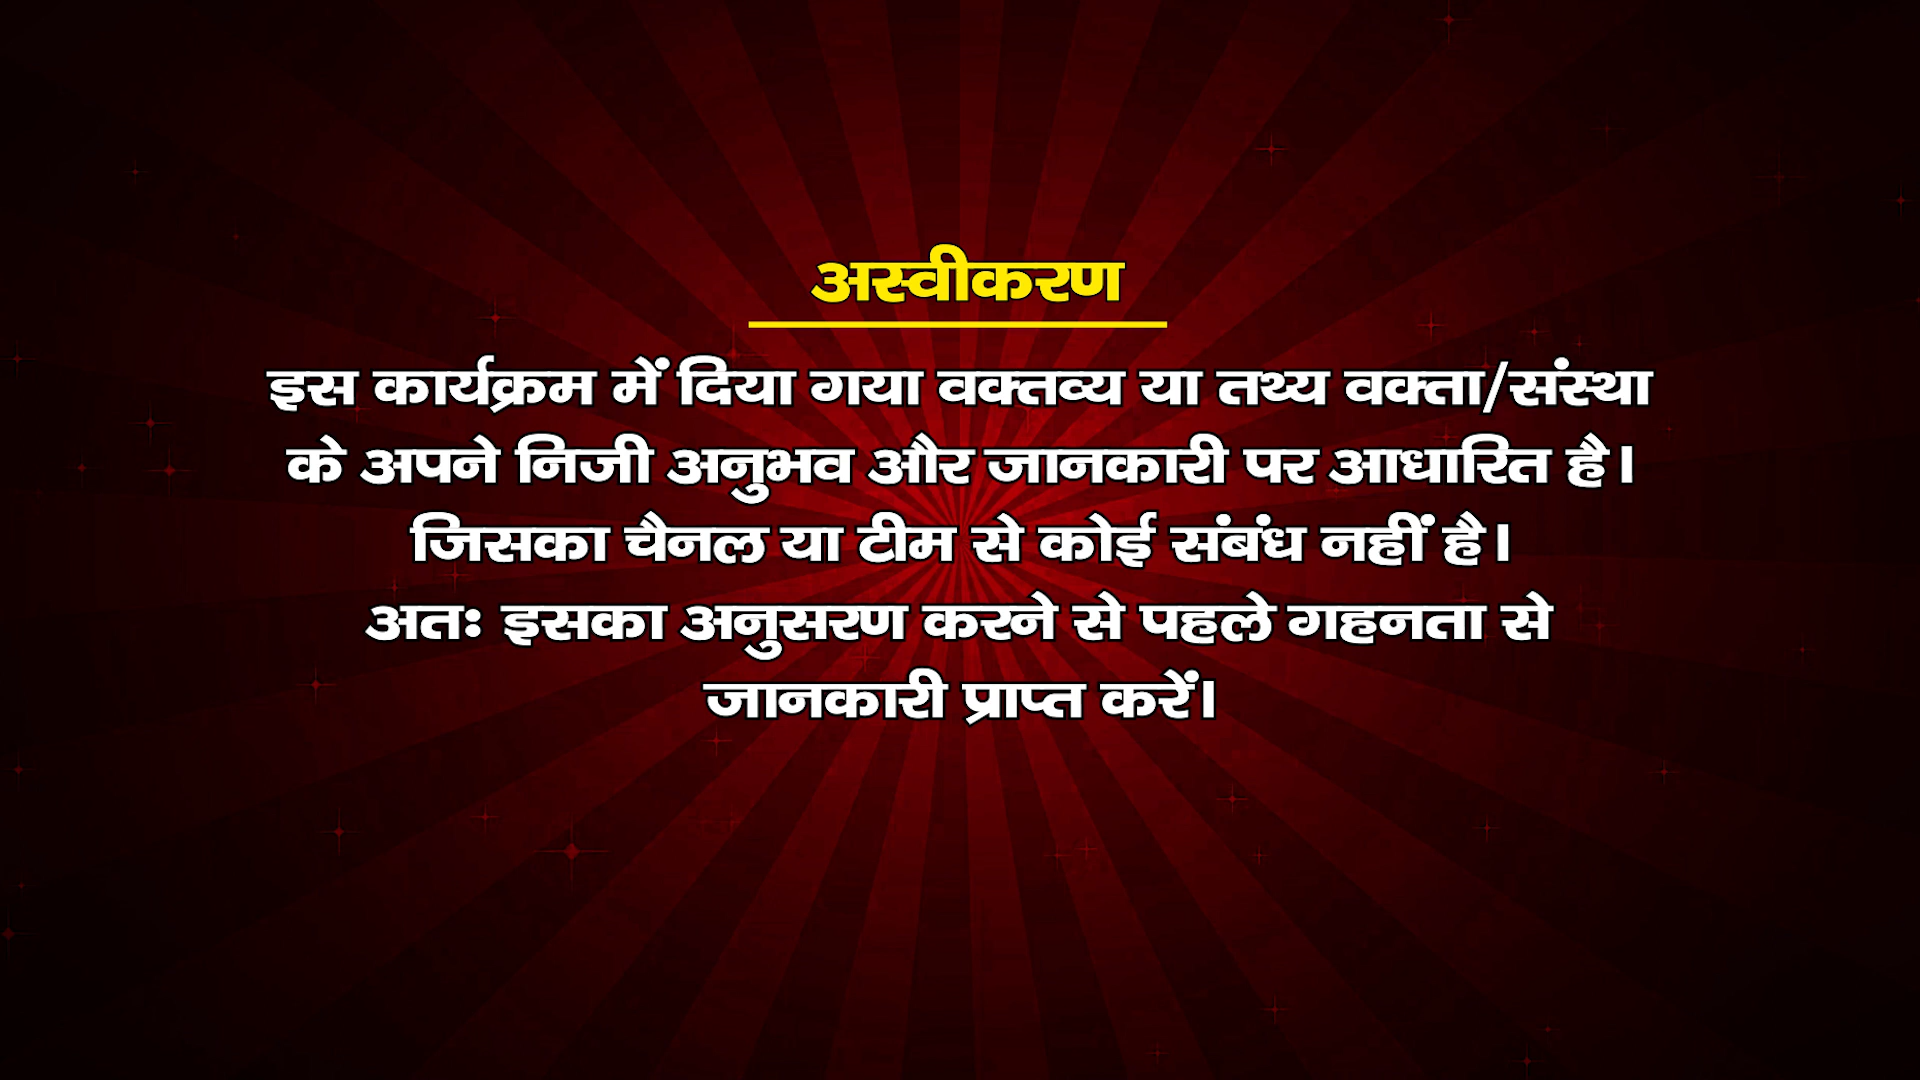 अस्वीकरण
इस कार्यक्रम में दिया गया वक्तव्य या तथ्य वक्ता/संस्था
के अपने निजी अनुभव और जानकारी पर आधारित है।
जिसका चैनल या टीम से कोई संबंध नहीं है।
अतः इसका अनुसरण करने से पहले गहनता से
जानकारी प्राप्त करें।